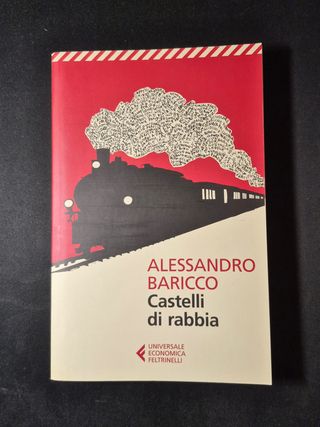 ALESSANDRO
BARICCO
Castelli
di rabbia
UNIVERSALE
ECONOMICA
FELTRINELLI